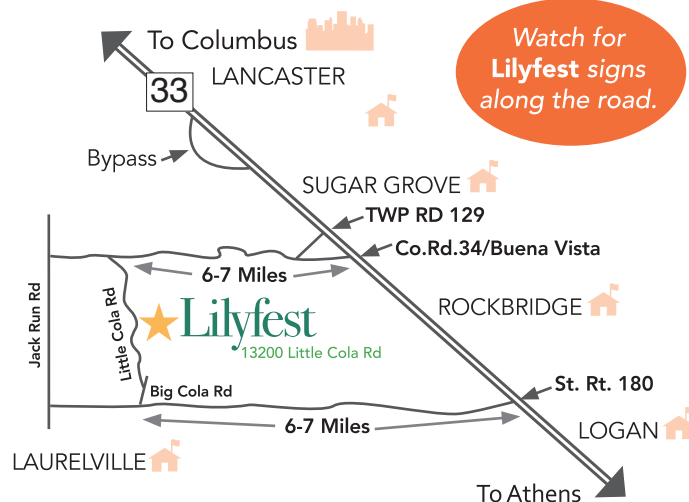 To Columbus
LANCASTER
33
Watch for
Lilyfest signs
along the road.
Bypass
SUGAR GROVE
TWP RD 129
Co.Rd.34/Buena Vista
6-7 Miles
ROCKBRIDGE
Jack Run Rd
Little Cola Rd
Lilyfest
13200 Little Cola Rd
Big Cola Rd
St. Rt. 180
6-7 Miles
LOGAN
LAURELVILLE
To Athens